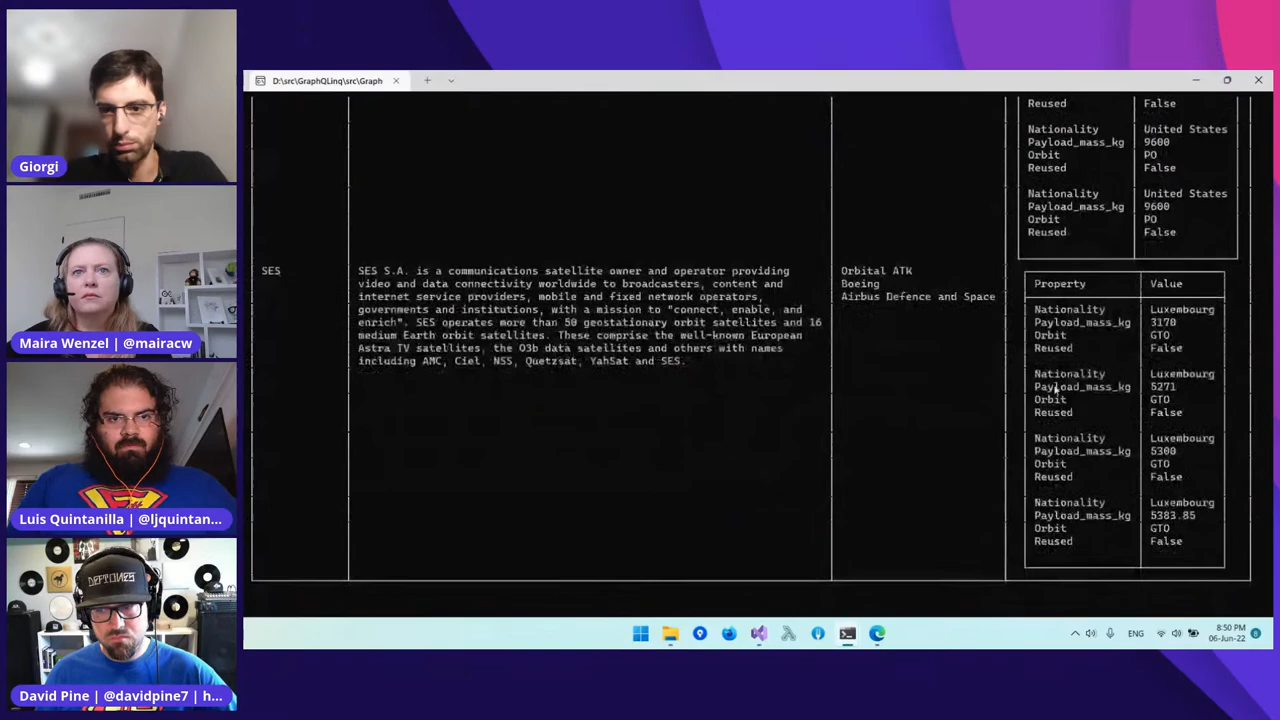 Giorgi
Maira Wenzel | @mairacw
Luis Quintanilla | @ljquintan...
DEFTONES
David Pine | @davidpine7 | h...
D:\src\GraphQLinq\src\Graph
Reused False
Nationality United States
Payload_mass_kg 9600
Orbit PO
Reused False
Nationality United States
Payload_mass_kg 9600
Orbit PO
Reused False
SES
SES S.A. is a communications satellite owner and operator providing
video and data connectivity worldwide to broadcasters, content and
internet service providers, mobile and fixed network operators,
governments and institutions, with a mission to "connect, enable, and
enrich". SES operates more than 50 geostationary orbit satellites and 16
medium Earth orbit satellites. These comprise the well-known European
Astra TV satellites, the O3b data satellites and others with names
including AMC, Ciel, NSS, Quetzsat, YahSat and SES.
Orbital ATK
Boeing
Airbus Defence and Space
Property Value
Nationality Luxembourg
Payload_mass_kg 3170
Orbit GTO
Reused False
Nationality Luxembourg
Payload_mass_kg 5271
Orbit GTO
Reused False
Nationality Luxembourg
Payload_mass_kg 5300
Orbit GTO
Reused False
Nationality Luxembourg
Payload_mass_kg 5383.85
Orbit GTO
Reused False
ENG
8:50 PM
06-Jun-22
8